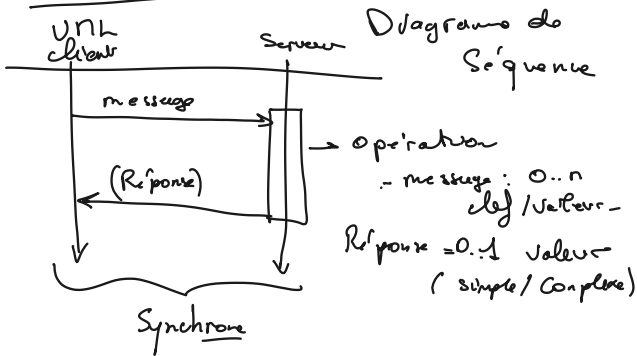 UML
client
Serveur
Diagramme de
Séquence
message
(Réponse)
→ opération
- message : 0..n
clef/valeur
Réponse = 0..1 valeur
(simple/Complexe)
Synchrone